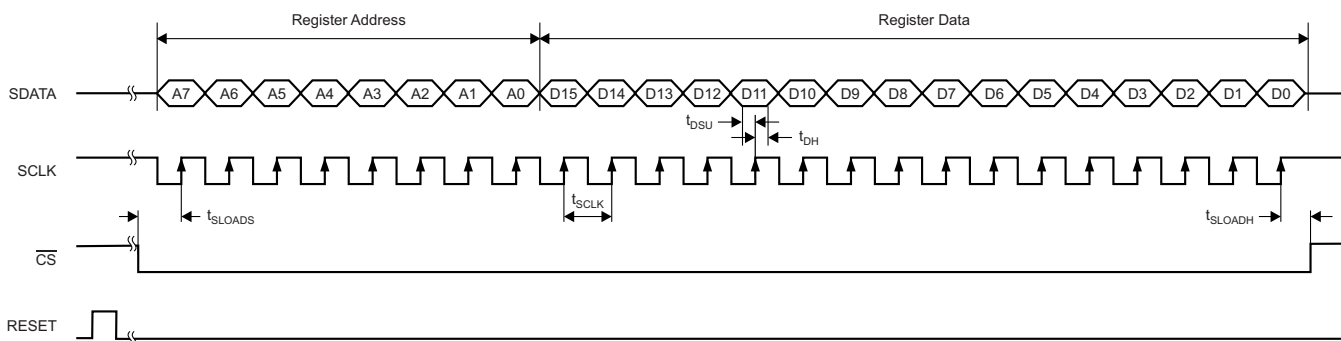 Register Address
Register Data
SDATA
A7 A6 A5 A4 A3 A2 A1 A0 D15 D14 D13 D12 D11 D10 D9 D8 D7 D6 D5 D4 D3 D2 D1 D0
tDSU
tDH
SCLK
tSLOADS
tSCLK
tSLOADH
CS
RESET